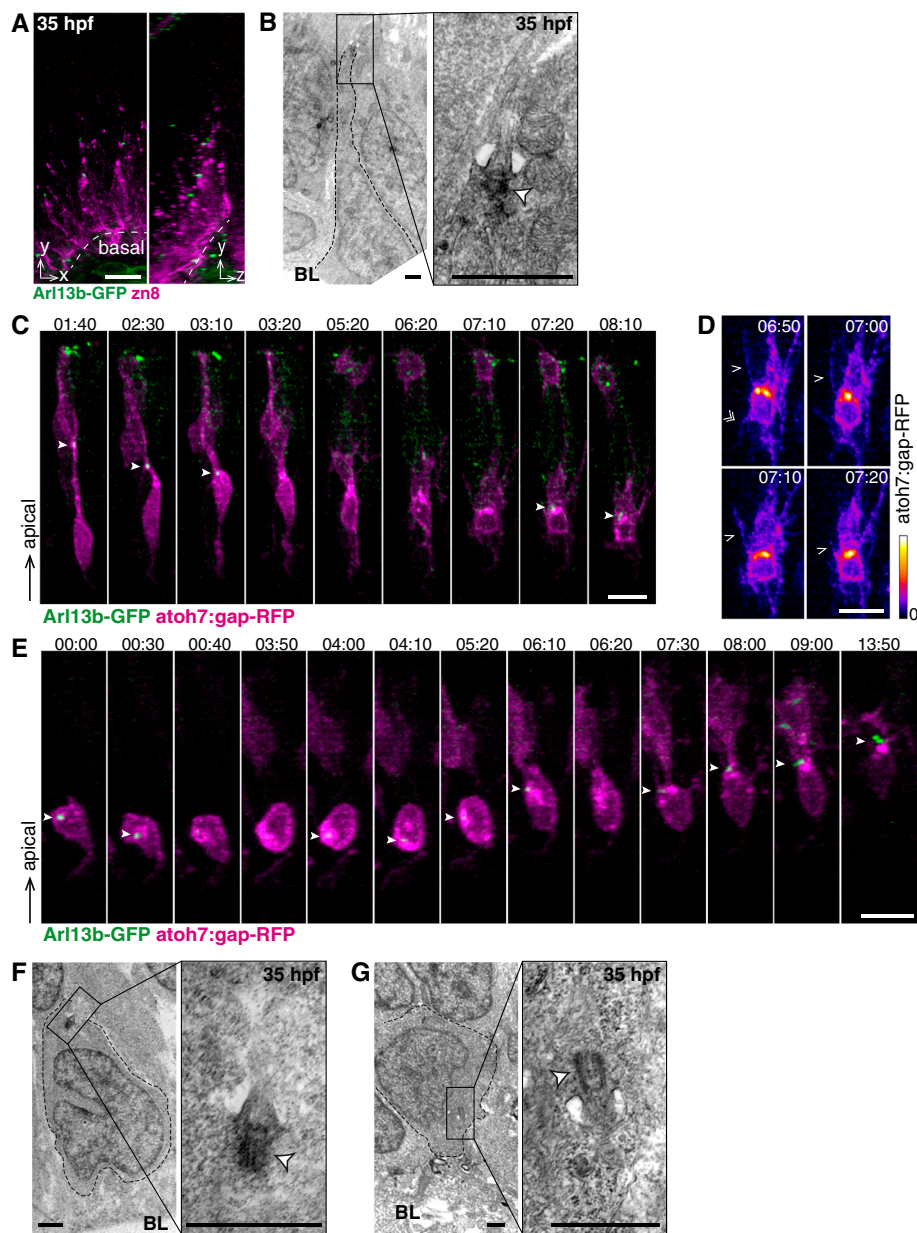 A
35 hpf
basal
y
x
y
z
Arl13b-GFP zn8
B
35 hpf
BL
C
01:40 02:30 03:10 03:20 05:20 06:20 07:10 07:20 08:10
apical
Arl13b-GFP atoh7:gap-RFP
D
06:50 07:00
07:10 07:20
atoh7:gap-RFP
0
E
00:00 00:30 00:40 03:50 04:00 04:10 05:20 06:10 06:20 07:30 08:00 09:00 13:50
apical
Arl13b-GFP atoh7:gap-RFP
F
35 hpf
BL
G
35 hpf
BL